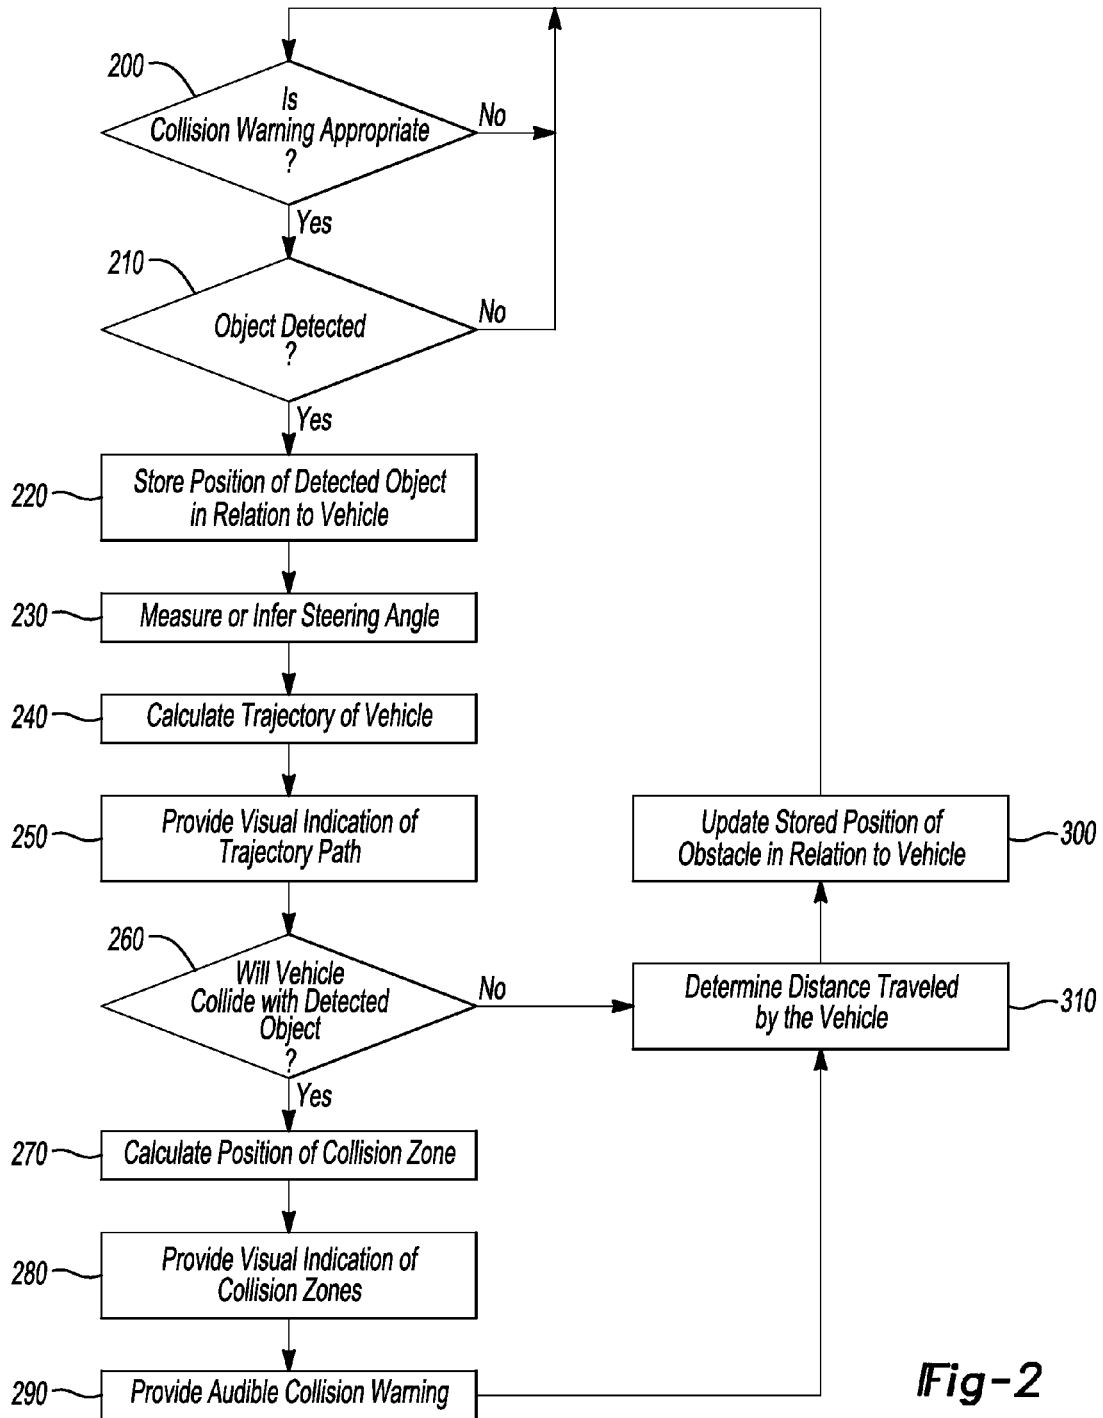 200
Is
Collision Warning Appropriate
?
No
Yes
210
Object Detected
?
No
Yes
220
Store Position of Detected Object
in Relation to Vehicle
230
Measure or Infer Steering Angle
240
Calculate Trajectory of Vehicle
250
Provide Visual Indication of
Trajectory Path
Update Stored Position of
Obstacle in Relation to Vehicle
300
260
Will Vehicle
Collide with Detected
Object
?
No
Yes
Determine Distance Traveled
by the Vehicle
310
270
Calculate Position of Collision Zone
280
Provide Visual Indication of
Collision Zones
290
Provide Audible Collision Warning
Fig-2